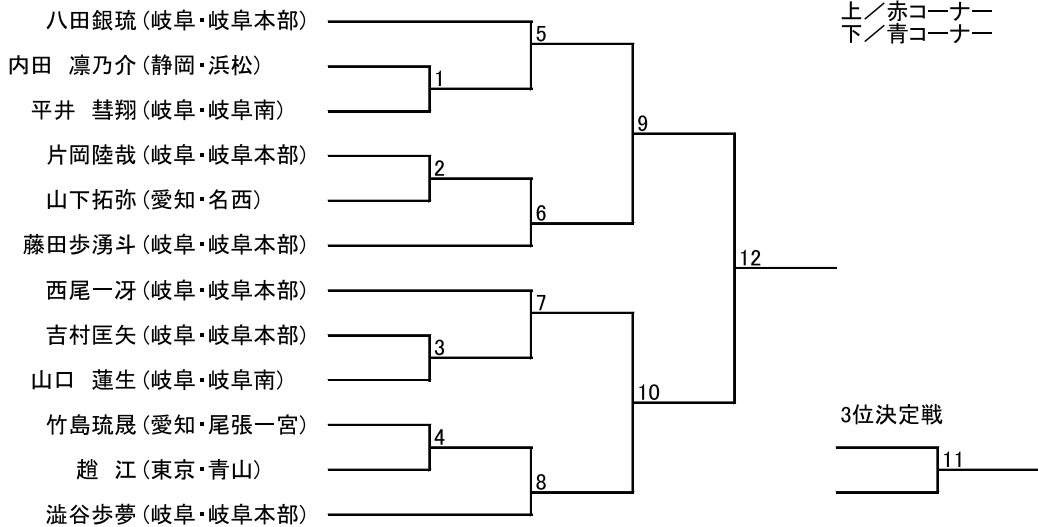 八田銀琉(岐阜・岐阜本部)
上／赤コーナー
下／青コーナー
5
内田 凛乃介(静岡・浜松)
1
平井 彗翔(岐阜・岐阜南)
9
片岡陸哉(岐阜・岐阜本部)
2
山下拓弥(愛知・名西)
6
藤田歩湧斗(岐阜・岐阜本部)
12
西尾一冴(岐阜・岐阜本部)
7
吉村匡矢(岐阜・岐阜本部)
3
山口 蓮生(岐阜・岐阜南)
10
竹島琉晟(愛知・尾張一宮)
3位決定戦
4
趙 江(東京・青山)
11
8
澁谷歩夢(岐阜・岐阜本部)